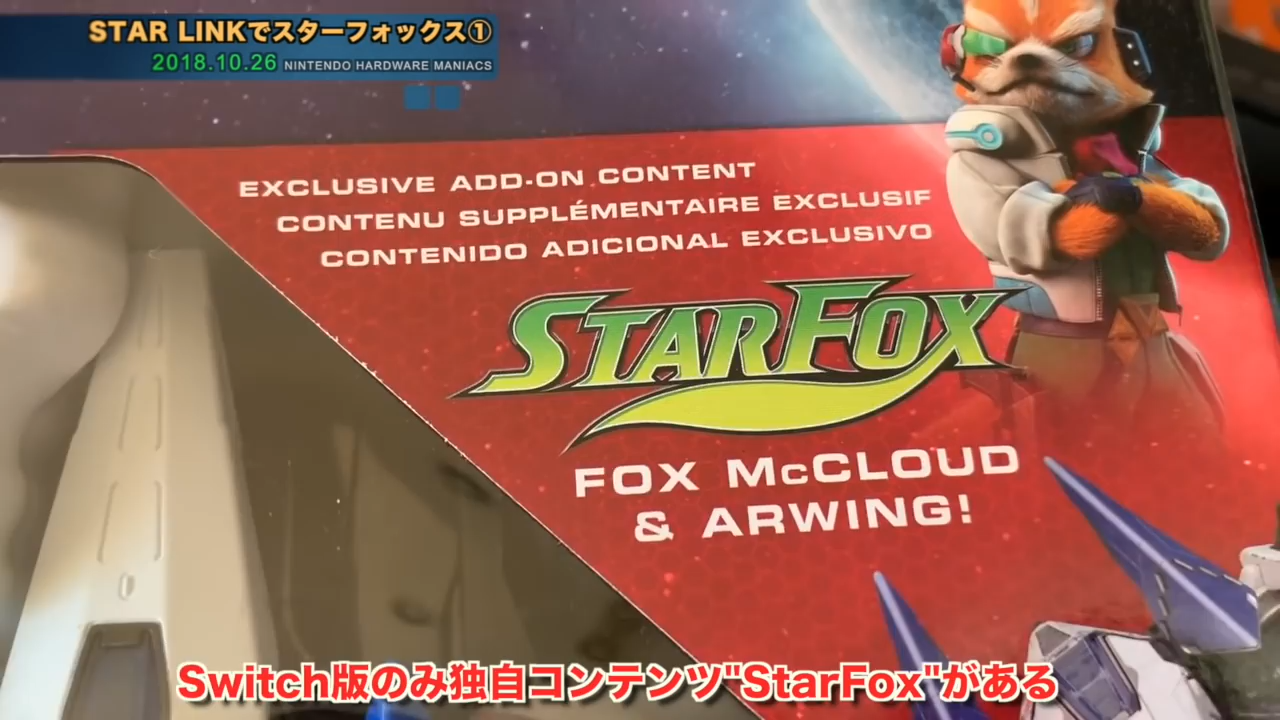 STAR LINKでスターフォックス①
2018.10.26 NINTENDO HARDWARE MANIACS
EXCLUSIVE ADD-ON CONTENT
CONTENU SUPPLÉMENTAIRE EXCLUSIF
CONTENIDO ADICIONAL EXCLUSIVO
STARFOX
FOX McCLOUD
& ARWING!
Switch版のみ独自コンテンツ"StarFox"がある